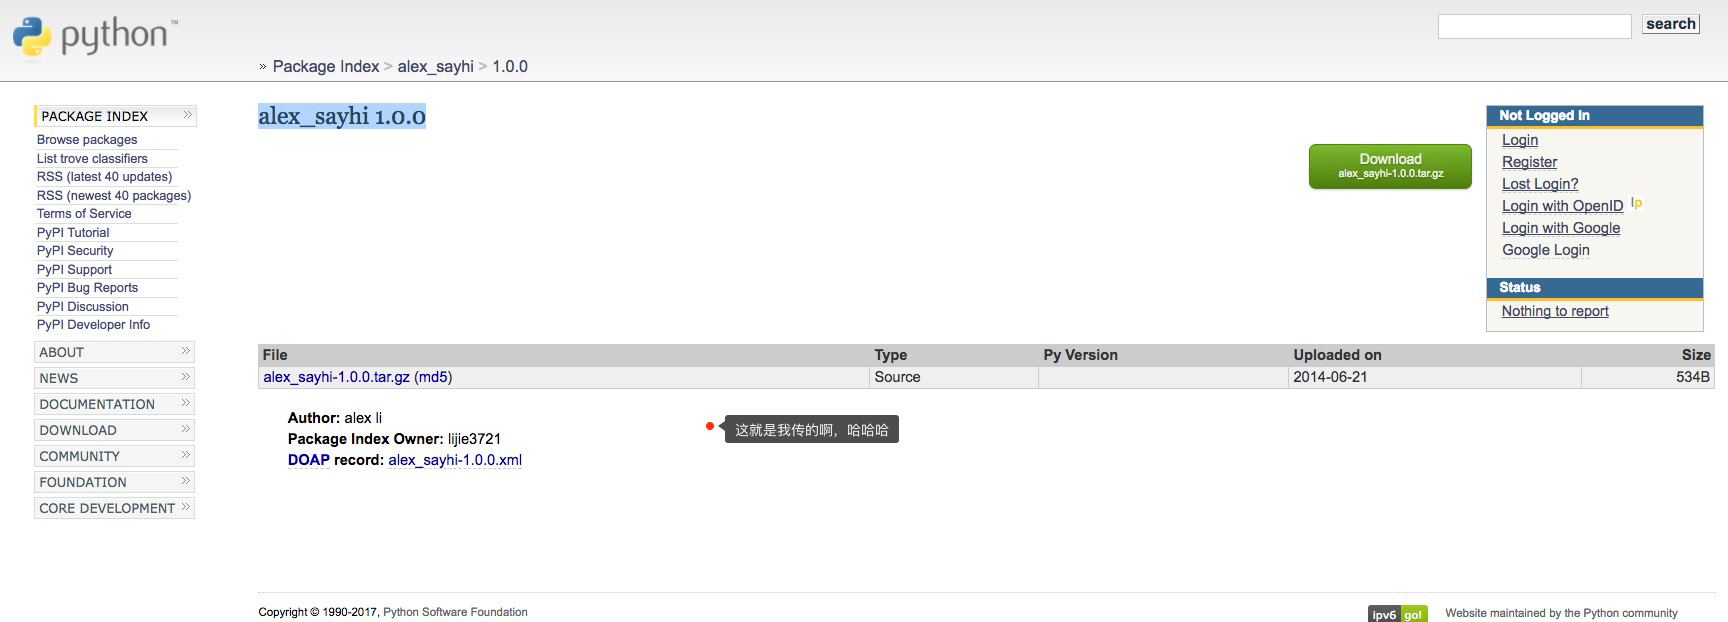 python™
search
» Package Index > alex_sayhi > 1.0.0
PACKAGE INDEX »
Browse packages
List trove classifiers
RSS (latest 40 updates)
RSS (newest 40 packages)
Terms of Service
PyPI Tutorial
PyPI Security
PyPI Support
PyPI Bug Reports
PyPI Discussion
PyPI Developer Info
ABOUT »
NEWS »
DOCUMENTATION »
DOWNLOAD »
COMMUNITY »
FOUNDATION »
CORE DEVELOPMENT »
alex_sayhi 1.0.0
Download
alex_sayhi-1.0.0.tar.gz
Not Logged In
Login
Register
Lost Login?
Login with OpenID lp
Login with Google
Google Login
Status
Nothing to report
File Type Py Version Uploaded on Size
alex_sayhi-1.0.0.tar.gz (md5) Source 2014-06-21 534B
Author: alex li
Package Index Owner: lijie3721
DOAP record: alex_sayhi-1.0.0.xml
这就是我传的啊，哈哈哈
Copyright © 1990-2017, Python Software Foundation
ipv6 go!
Website maintained by the Python community